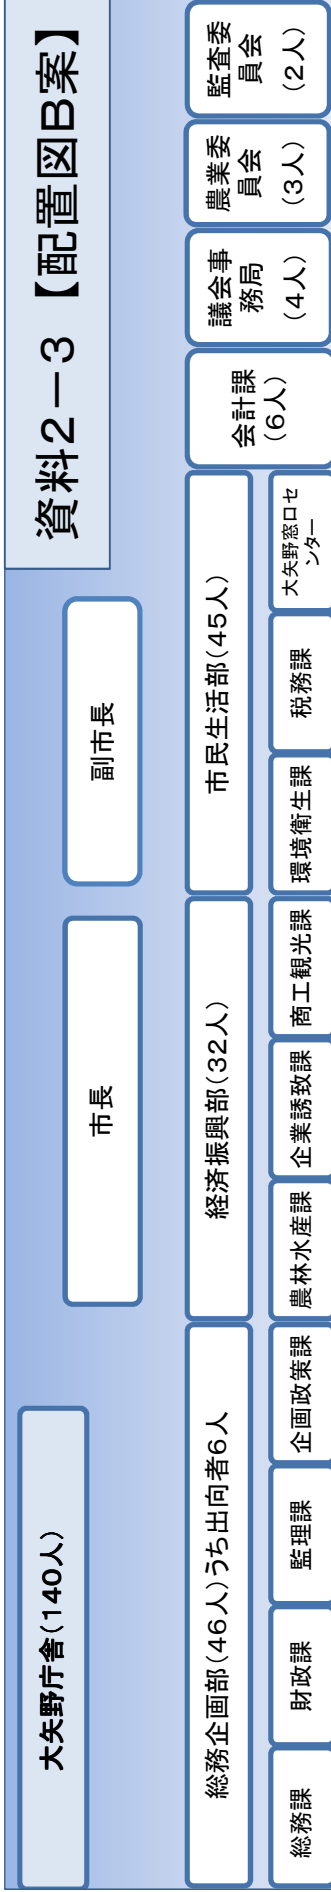 資料2－3 【配置図B案】
大矢野庁舎(140人)
市長
副市長
総務企画部(46人)うち出向者6人
経済振興部(32人)
市民生活部(45人)
会計課
(6人)
議会事
務局
(4人)
農業委
員会
(3人)
監査委
員会
(2人)
総務課
財政課
監理課
企画政策課
農林水産課
企業誘致課
商工観光課
環境衛生課
税務課
大矢野窓口セ
ンター